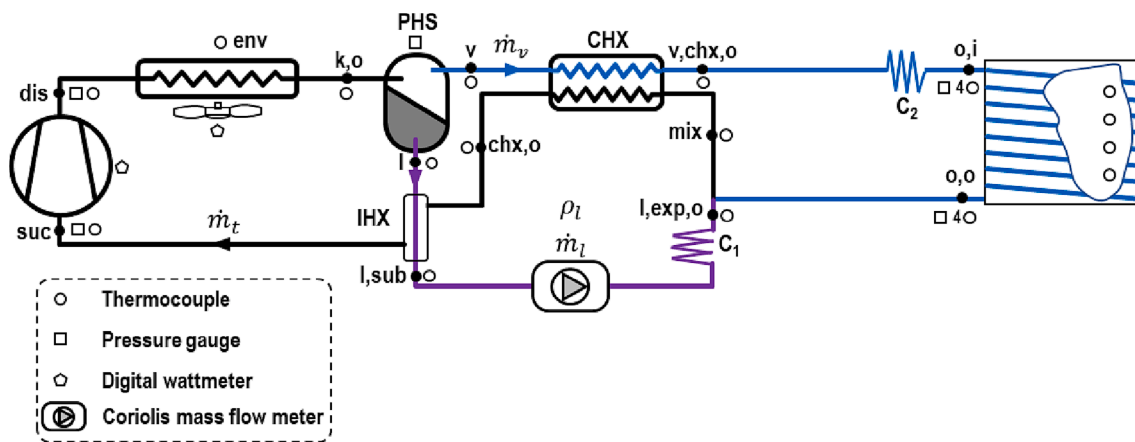 PHS
env
k,o
v
ṁv
CHX
v,chx,o
o,i
dis
4
C2
chx,o
mix
l
o,o
IHX
ρl
l,exp,o
4
suc
ṁt
ṁl
C1
l,sub
Thermocouple
Pressure gauge
Digital wattmeter
Coriolis mass flow meter